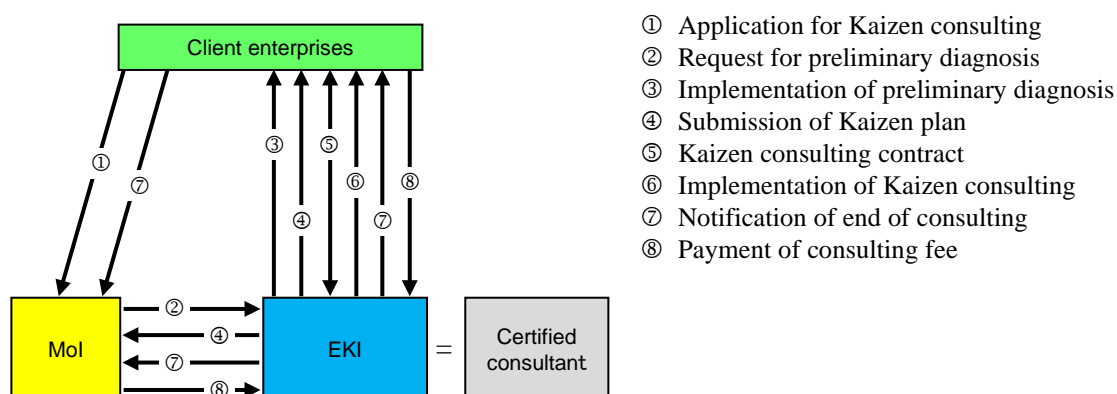 Client enterprises
① Application for Kaizen consulting
② Request for preliminary diagnosis
③ Implementation of preliminary diagnosis
④ Submission of Kaizen plan
⑤ Kaizen consulting contract
⑥ Implementation of Kaizen consulting
⑦ Notification of end of consulting
⑧ Payment of consulting fee
①
⑦
③
④
⑤
⑥
⑦
⑧
MoI
②
④
⑦
⑧
EKI
=
Certified
consultant